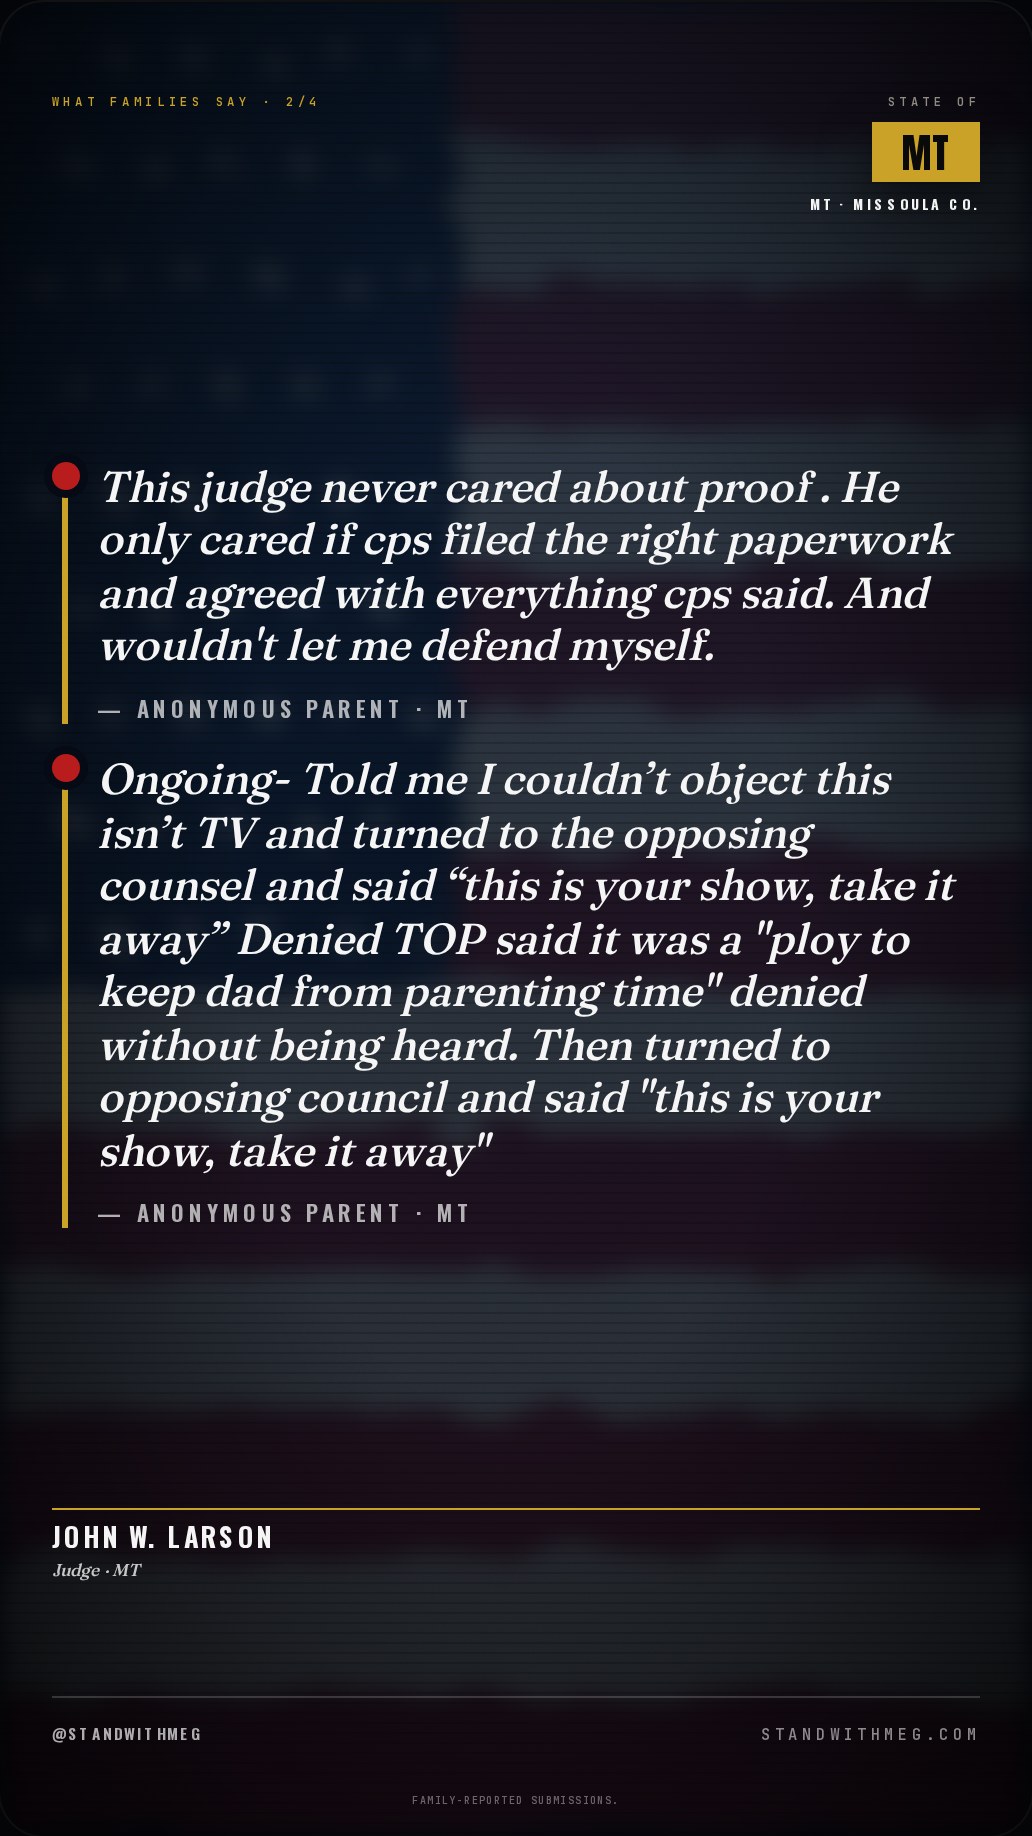 WHAT FAMILIES SAY · 2/4
STATE OF
MT
MT · MISSOULA CO.
This judge never cared about proof . He
only cared if cps filed the right paperwork
and agreed with everything cps said. And
wouldn't let me defend myself.
— ANONYMOUS PARENT · MT
Ongoing- Told me I couldn’t object this
isn’t TV and turned to the opposing
counsel and said “this is your show, take it
away” Denied TOP said it was a "ploy to
keep dad from parenting time" denied
without being heard. Then turned to
opposing council and said "this is your
show, take it away"
— ANONYMOUS PARENT · MT
JOHN W. LARSON
Judge · MT
@STANDWITHMEG
STANDWITHMEG.COM
FAMILY-REPORTED SUBMISSIONS.